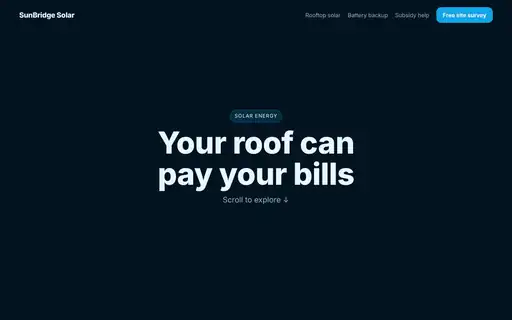 SunBridge Solar
Rooftop solar
Battery backup
Subsidy help
Free site survey
SOLAR ENERGY
Your roof can
pay your bills
Scroll to explore ↓